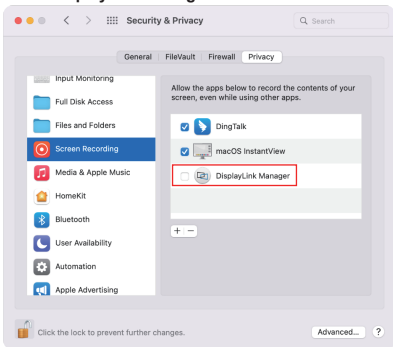 Security & Privacy
Search
General FileVault Firewall Privacy
Input Monitoring
Full Disk Access
Files and Folders
Screen Recording
Media & Apple Music
HomeKit
Bluetooth
User Availability
Automation
Apple Advertising
Allow the apps below to record the contents of your
screen, even while using other apps.
DingTalk
macOS InstantView
DisplayLink Manager
+ −
Click the lock to prevent further changes.
Advanced... ?